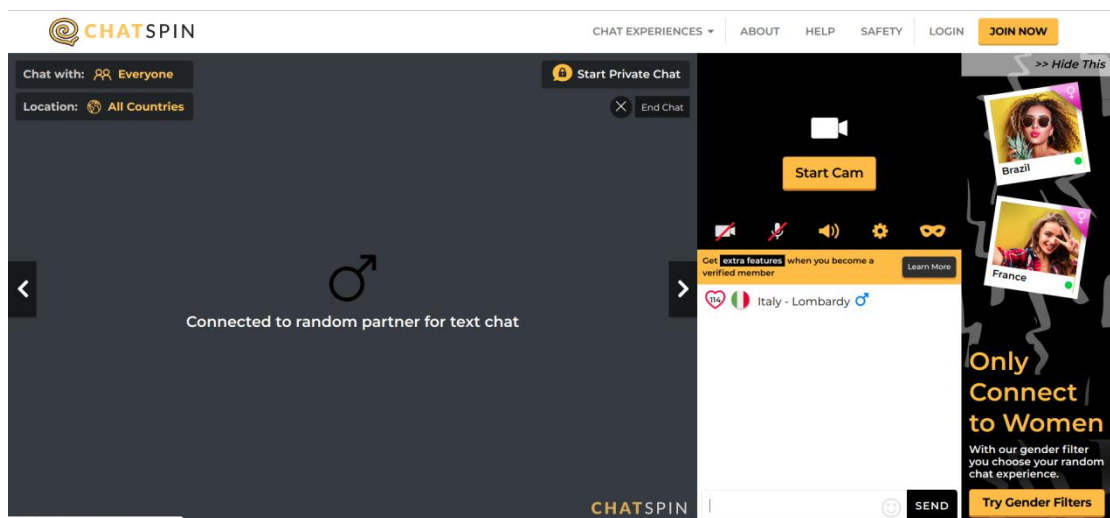 CHATSPIN
CHAT EXPERIENCES
ABOUT
HELP
SAFETY
LOGIN
JOIN NOW
Chat with: Everyone
Location: All Countries
Start Private Chat
End Chat
Connected to random partner for text chat
CHATSPIN
Start Cam
Get extra features when you become a
verified member
Learn More
114 Italy - Lombardy
SEND
>> Hide This
Brazil
France
Only
Connect
to Women
With our gender filter
you choose your random
chat experience.
Try Gender Filters